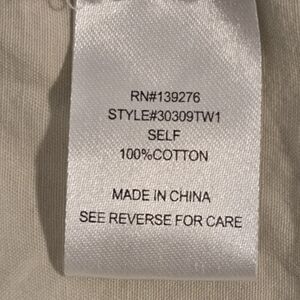 RN#139276
STYLE#30309TW1
SELF
100%COTTON
MADE IN CHINA
SEE REVERSE FOR CARE